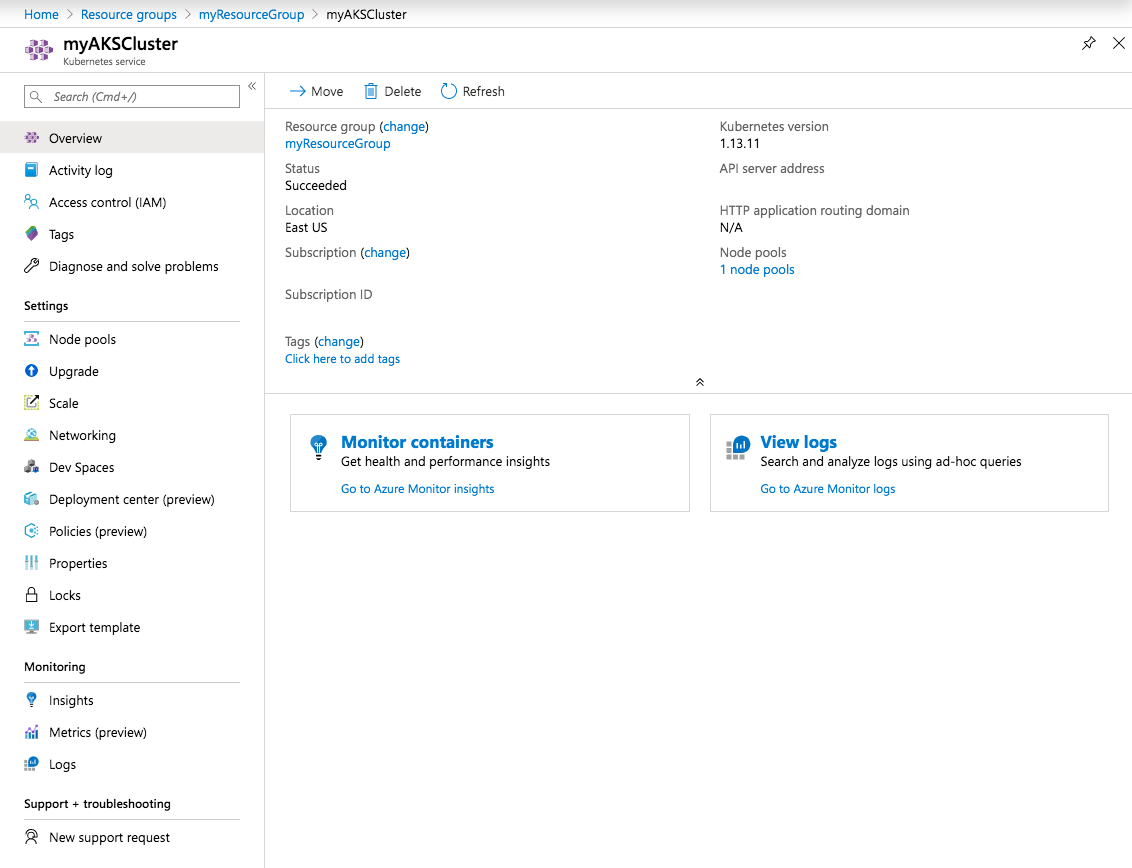 Home > Resource groups > myResourceGroup > myAKSCluster
myAKSCluster
Kubernetes service
Search (Cmd+/)
«
Overview
Activity log
Access control (IAM)
Tags
Diagnose and solve problems
Settings
Node pools
Upgrade
Scale
Networking
Dev Spaces
Deployment center (preview)
Policies (preview)
Properties
Locks
Export template
Monitoring
Insights
Metrics (preview)
Logs
Support + troubleshooting
New support request
Move Delete Refresh
Resource group (change)
myResourceGroup
Status
Succeeded
Location
East US
Subscription (change)
Subscription ID
Tags (change)
Click here to add tags
Kubernetes version
1.13.11
API server address
HTTP application routing domain
N/A
Node pools
1 node pools
Monitor containers
Get health and performance insights
Go to Azure Monitor insights
View logs
Search and analyze logs using ad-hoc queries
Go to Azure Monitor logs